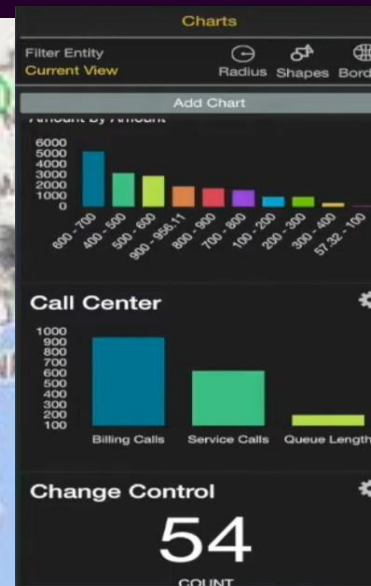 Charts
Filter Entity
Current View
Radius Shapes
Add Chart
Amount by Amount
6000
5000
4000
3000
2000
1000
0
600 - 700
400 - 500
500 - 600
900 - 956.11
800 - 900
700 - 800
100 - 200
200 - 300
300 - 400
57.32 - 100
Call Center
1000
900
800
700
600
500
400
300
200
100
Billing Calls Service Calls Queue Length
Change Control
54
COUNT